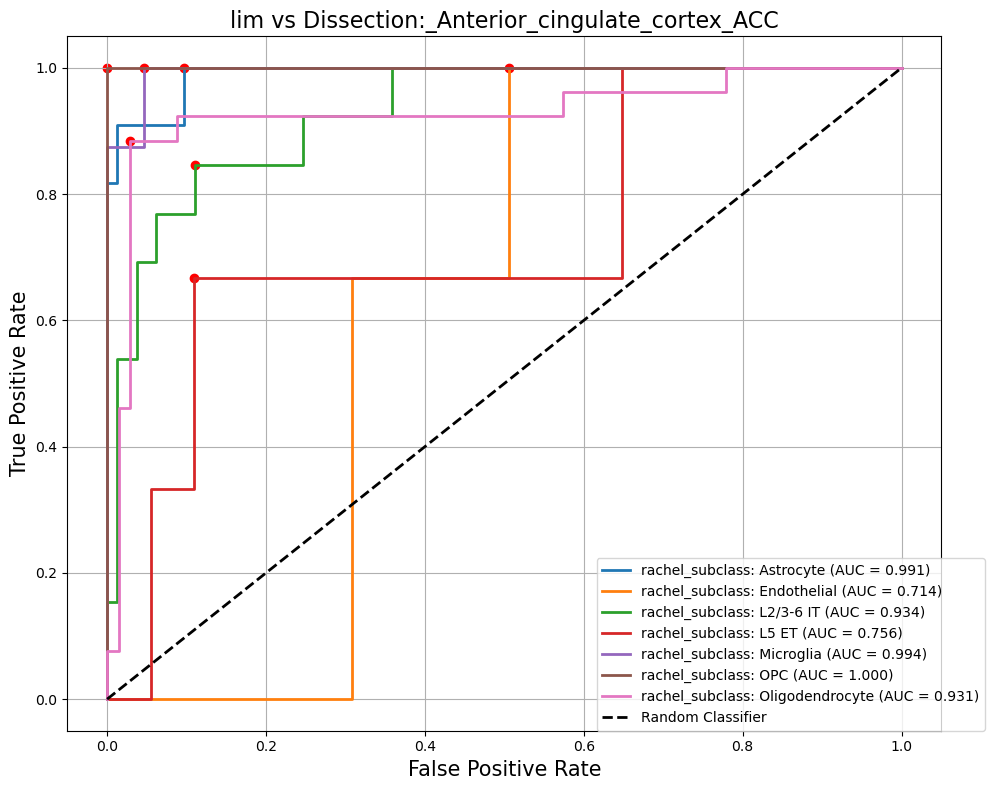 lim vs Dissection:_Anterior_cingulate_cortex_ACC
True Positive Rate
1.0
0.8
0.6
0.4
0.2
0.0
0.0 0.2 0.4 0.6 0.8 1.0
False Positive Rate
rachel_subclass: Astrocyte (AUC = 0.991)
rachel_subclass: Endothelial (AUC = 0.714)
rachel_subclass: L2/3-6 IT (AUC = 0.934)
rachel_subclass: L5 ET (AUC = 0.756)
rachel_subclass: Microglia (AUC = 0.994)
rachel_subclass: OPC (AUC = 1.000)
rachel_subclass: Oligodendrocyte (AUC = 0.931)
Random Classifier